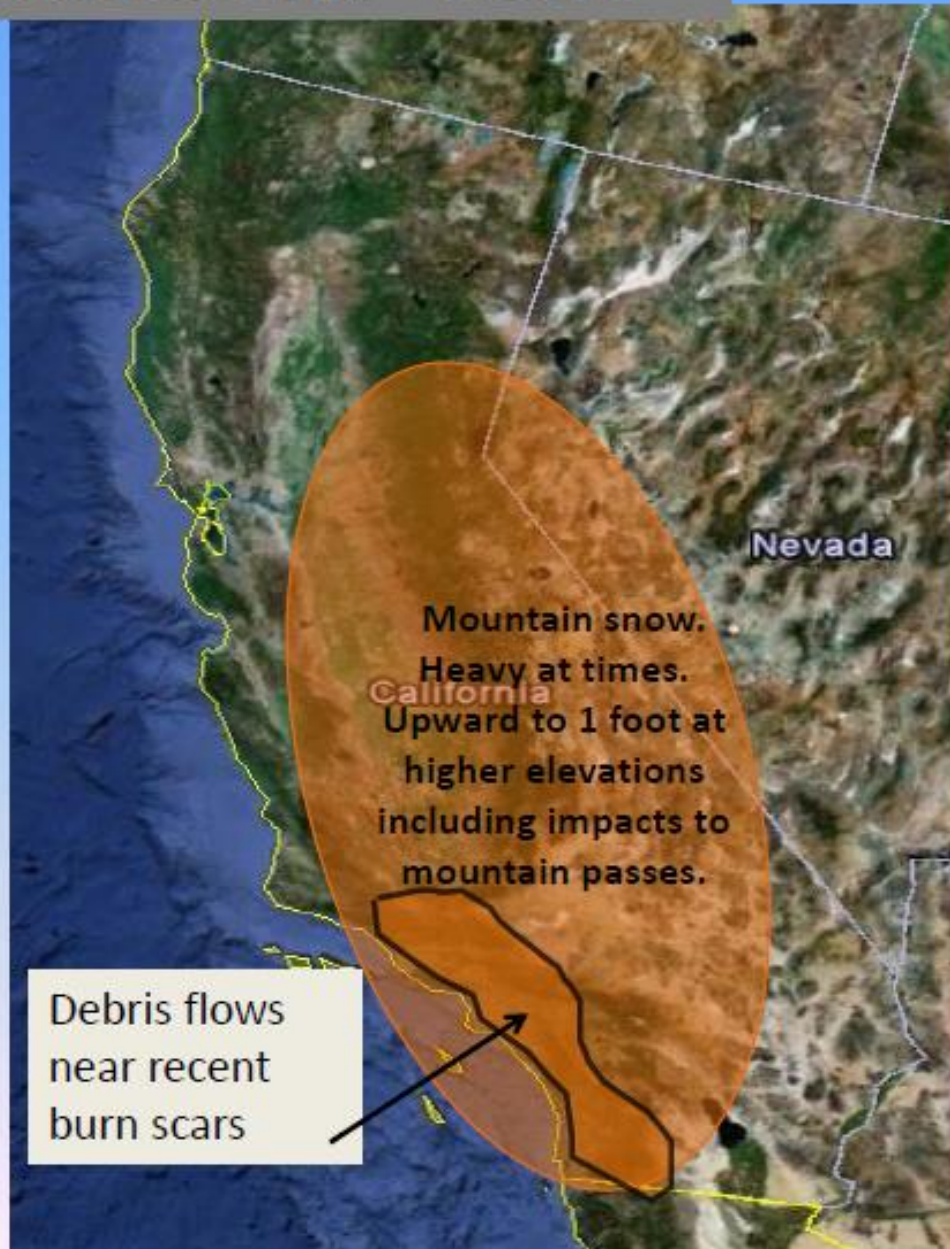 Nevada
Mountain snow.
Heavy at times.
California
Upward to 1 foot at
higher elevations
including impacts to
mountain passes.
Debris flows
near recent
burn scars